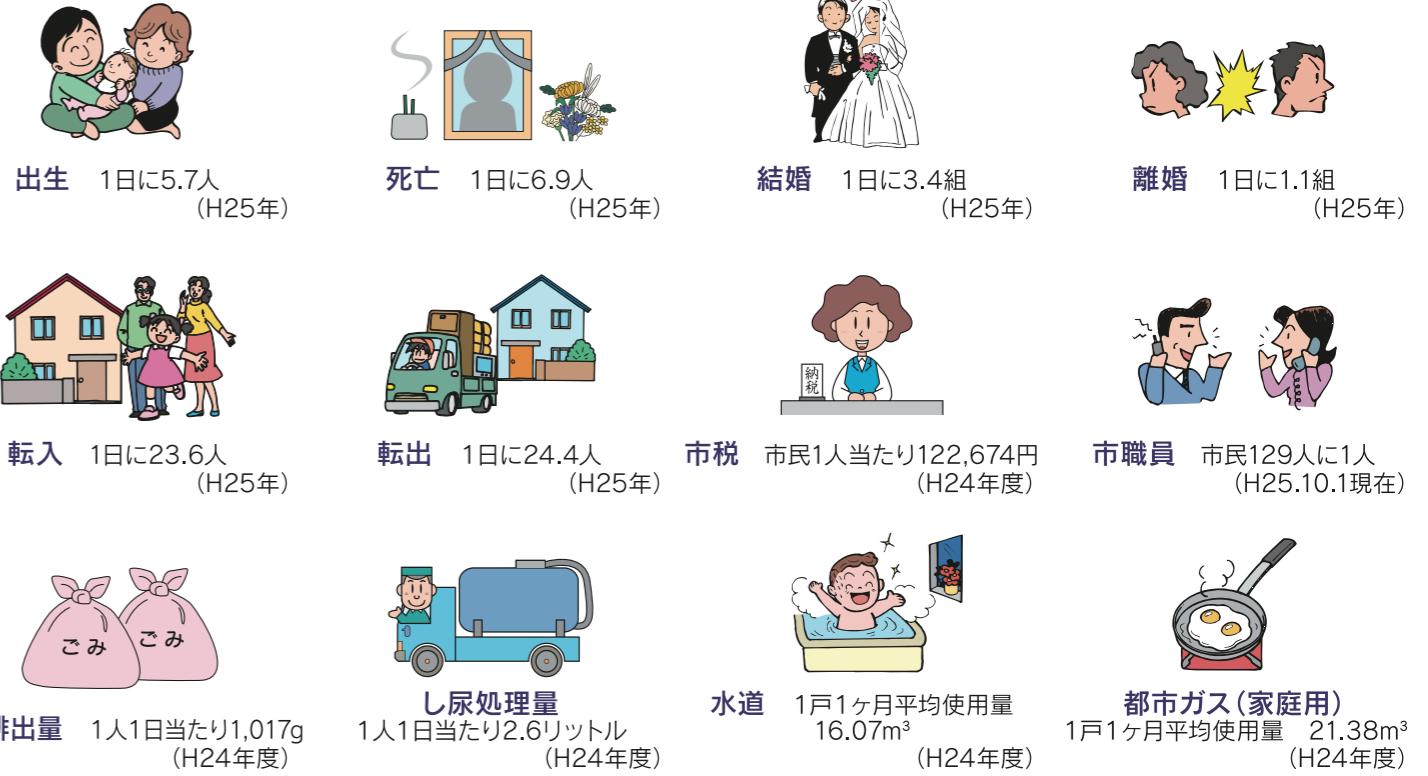 出生 1日に5.7人
(H25年)
死亡 1日に6.9人
(H25年)
結婚 1日に3.4組
(H25年)
離婚 1日に1.1組
(H25年)
転入 1日に23.6人
(H25年)
転出 1日に24.4人
(H25年)
納税
市税 市民1人当たり122,674円
(H24年度)
市職員 市民129人に1人
(H25.10.1現在)
ごみ
ごみ
排出量 1人1日当たり1,017g
(H24年度)
し尿処理量
1人1日当たり2.6リットル
(H24年度)
水道 1戸1ヶ月平均使用量
16.07m³
(H24年度)
都市ガス(家庭用)
1戸1ヶ月平均使用量 21.38m³
(H24年度)